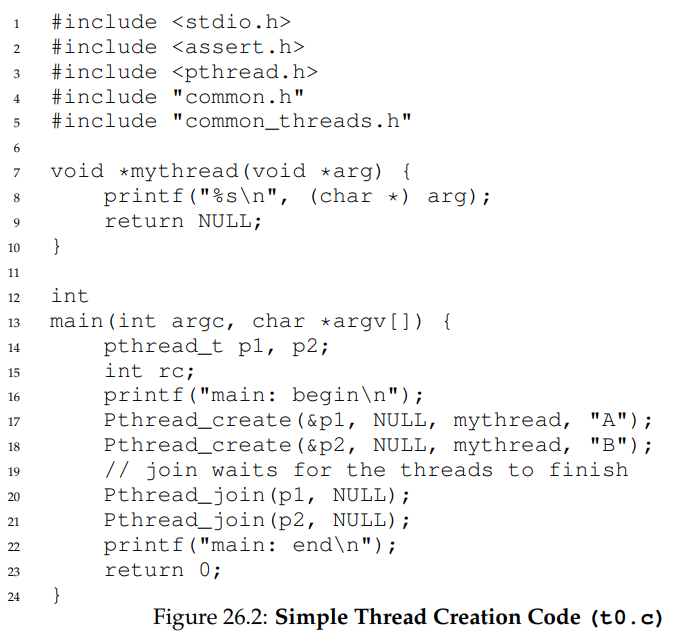 1 #include <stdio.h>
2 #include <assert.h>
3 #include <pthread.h>
4 #include "common.h"
5 #include "common_threads.h"
6
7 void *mythread(void *arg) {
8     printf("%s\n", (char *) arg);
9     return NULL;
10 }
11
12 int
13 main(int argc, char *argv[]) {
14     pthread_t p1, p2;
15     int rc;
16     printf("main: begin\n");
17     Pthread_create(&p1, NULL, mythread, "A");
18     Pthread_create(&p2, NULL, mythread, "B");
19     // join waits for the threads to finish
20     Pthread_join(p1, NULL);
21     Pthread_join(p2, NULL);
22     printf("main: end\n");
23     return 0;
24 }
Figure 26.2: Simple Thread Creation Code (t0.c)